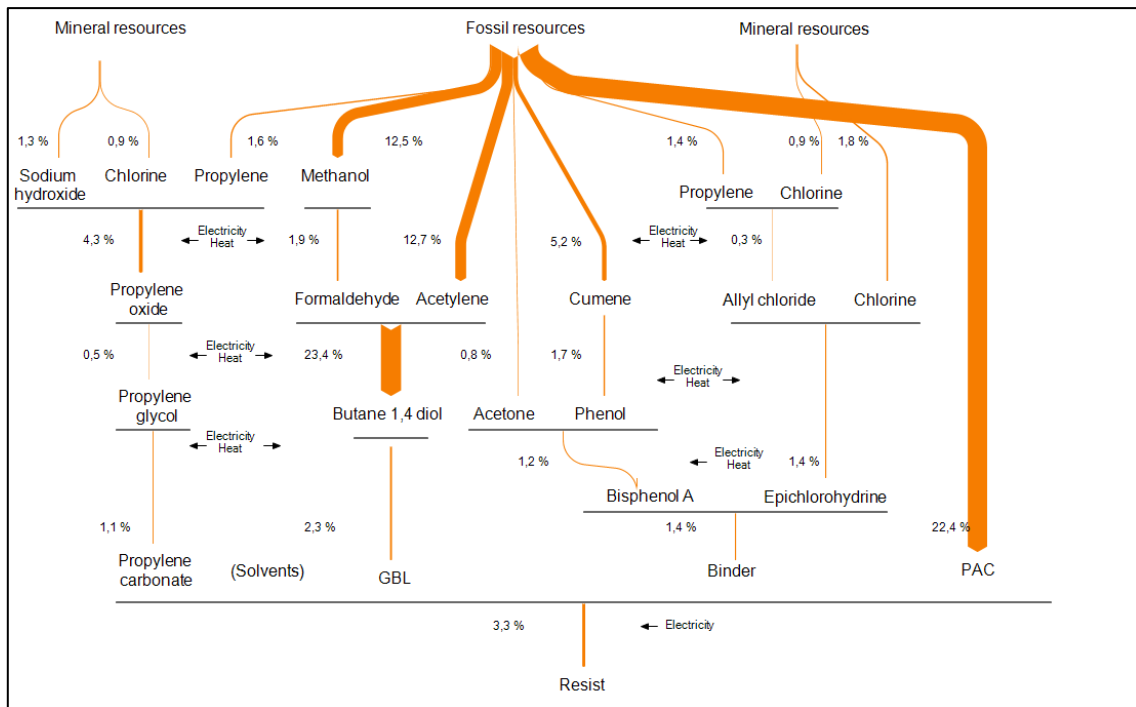 Mineral resources
Fossil resources
Mineral resources
1,3 %
0,9 %
1,6 %
12,5 %
1,4 %
0,9 %
1,8 %
Sodium
hydroxide
Chlorine
Propylene
Methanol
Propylene
Chlorine
4,3 %
Electricity
Heat
1,9 %
12,7 %
5,2 %
Electricity
Heat
0,3 %
Propylene
oxide
Formaldehyde
Acetylene
Cumene
Allyl chloride
Chlorine
0,5 %
Electricity
Heat
23,4 %
0,8 %
1,7 %
Electricity
Heat
Propylene
glycol
Butane 1,4 diol
Acetone
Phenol
Electricity
Heat
1,2 %
Electricity
Heat
1,4 %
Bisphenol A
Epichlorohydrine
1,1 %
2,3 %
1,4 %
22,4 %
Propylene
carbonate
(Solvents)
GBL
Binder
PAC
3,3 %
Electricity
Resist